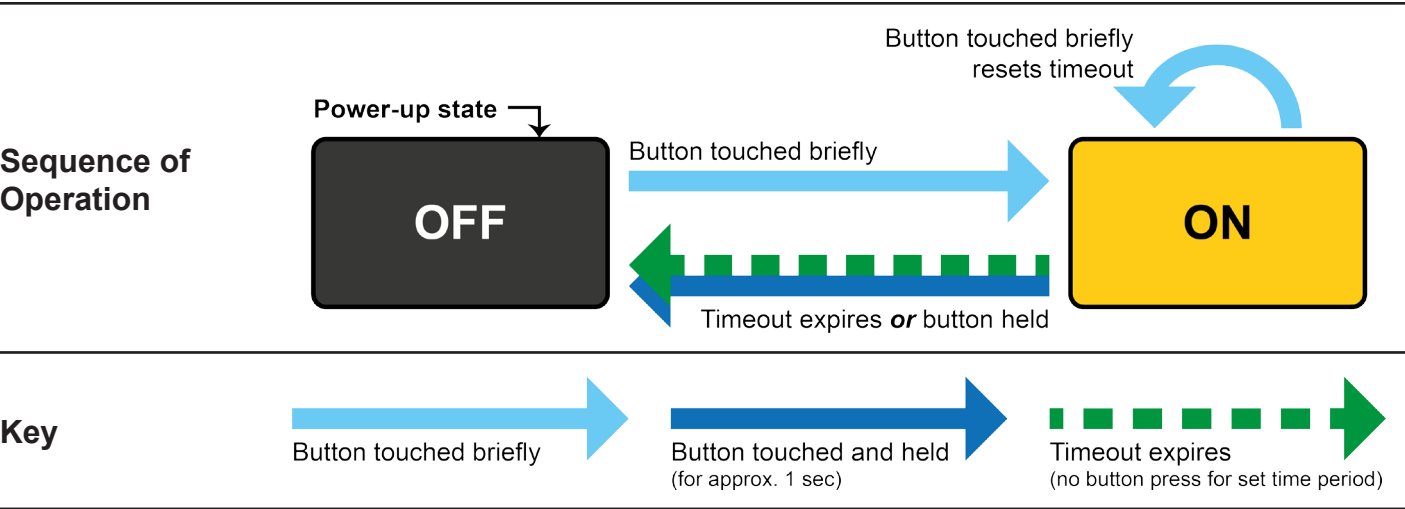 Button touched briefly
resets timeout
Power-up state
Sequence of
Operation
Button touched briefly
OFF
ON
Timeout expires or button held
Key
Button touched briefly
Button touched and held
(for approx. 1 sec)
Timeout expires
(no button press for set time period)